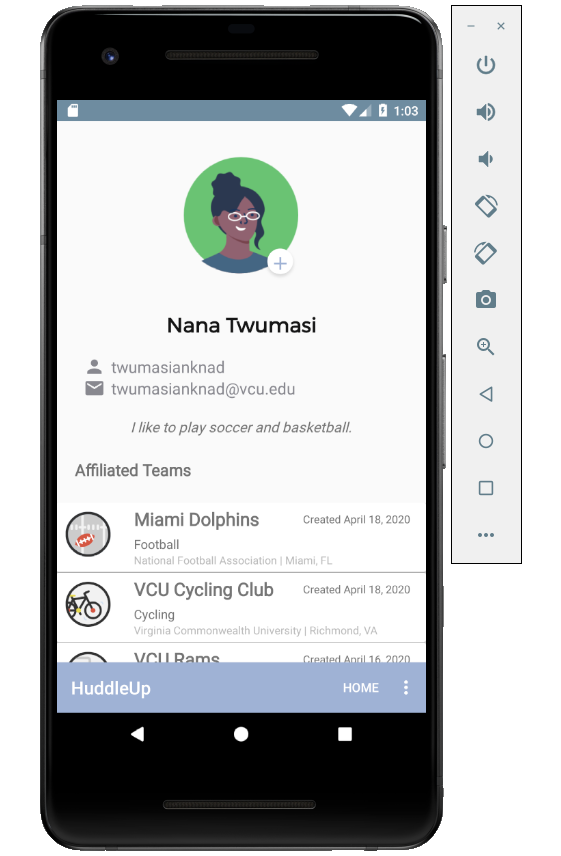 1:03
Nana Twumasi
twumasianknad
twumasianknad@vcu.edu
I like to play soccer and basketball.
Affiliated Teams
Miami Dolphins
Created April 18, 2020
Football
National Football Association | Miami, FL
VCU Cycling Club
Created April 18, 2020
Cycling
Virginia Commonwealth University | Richmond, VA
VCU Rams
Created April 16, 2020
HuddleUp
HOME